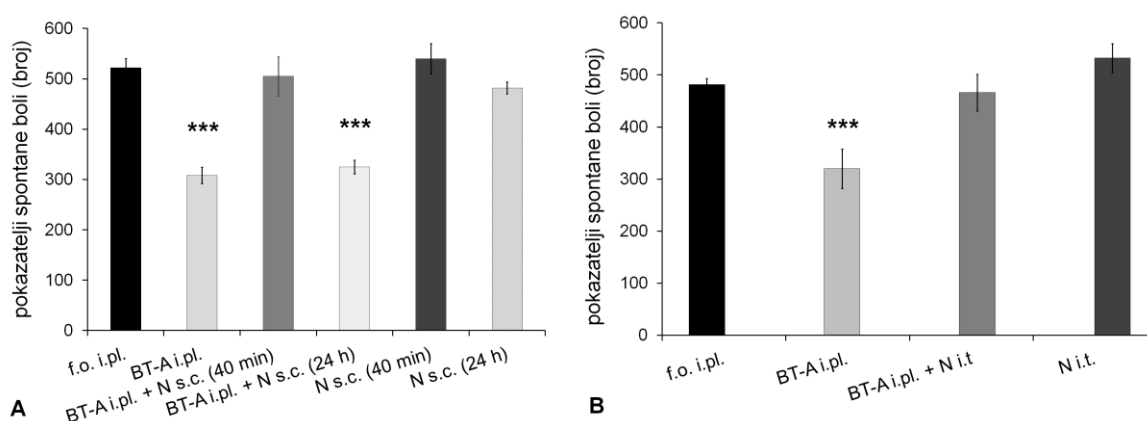 pokazatelji spontane boli (broj)
600
500
400
300
200
100
0
***
***
f.o. i.pl.
BT-A i.pl.
BT-A i.pl. + N s.c. (40 min)
BT-A i.pl. + N s.c. (24 h)
N s.c. (40 min)
N s.c. (24 h)
A
pokazatelji spontane boli (broj)
600
500
400
300
200
100
0
***
f.o. i.pl.
BT-A i.pl.
BT-A i.pl. + N i.t
N i.t.
B